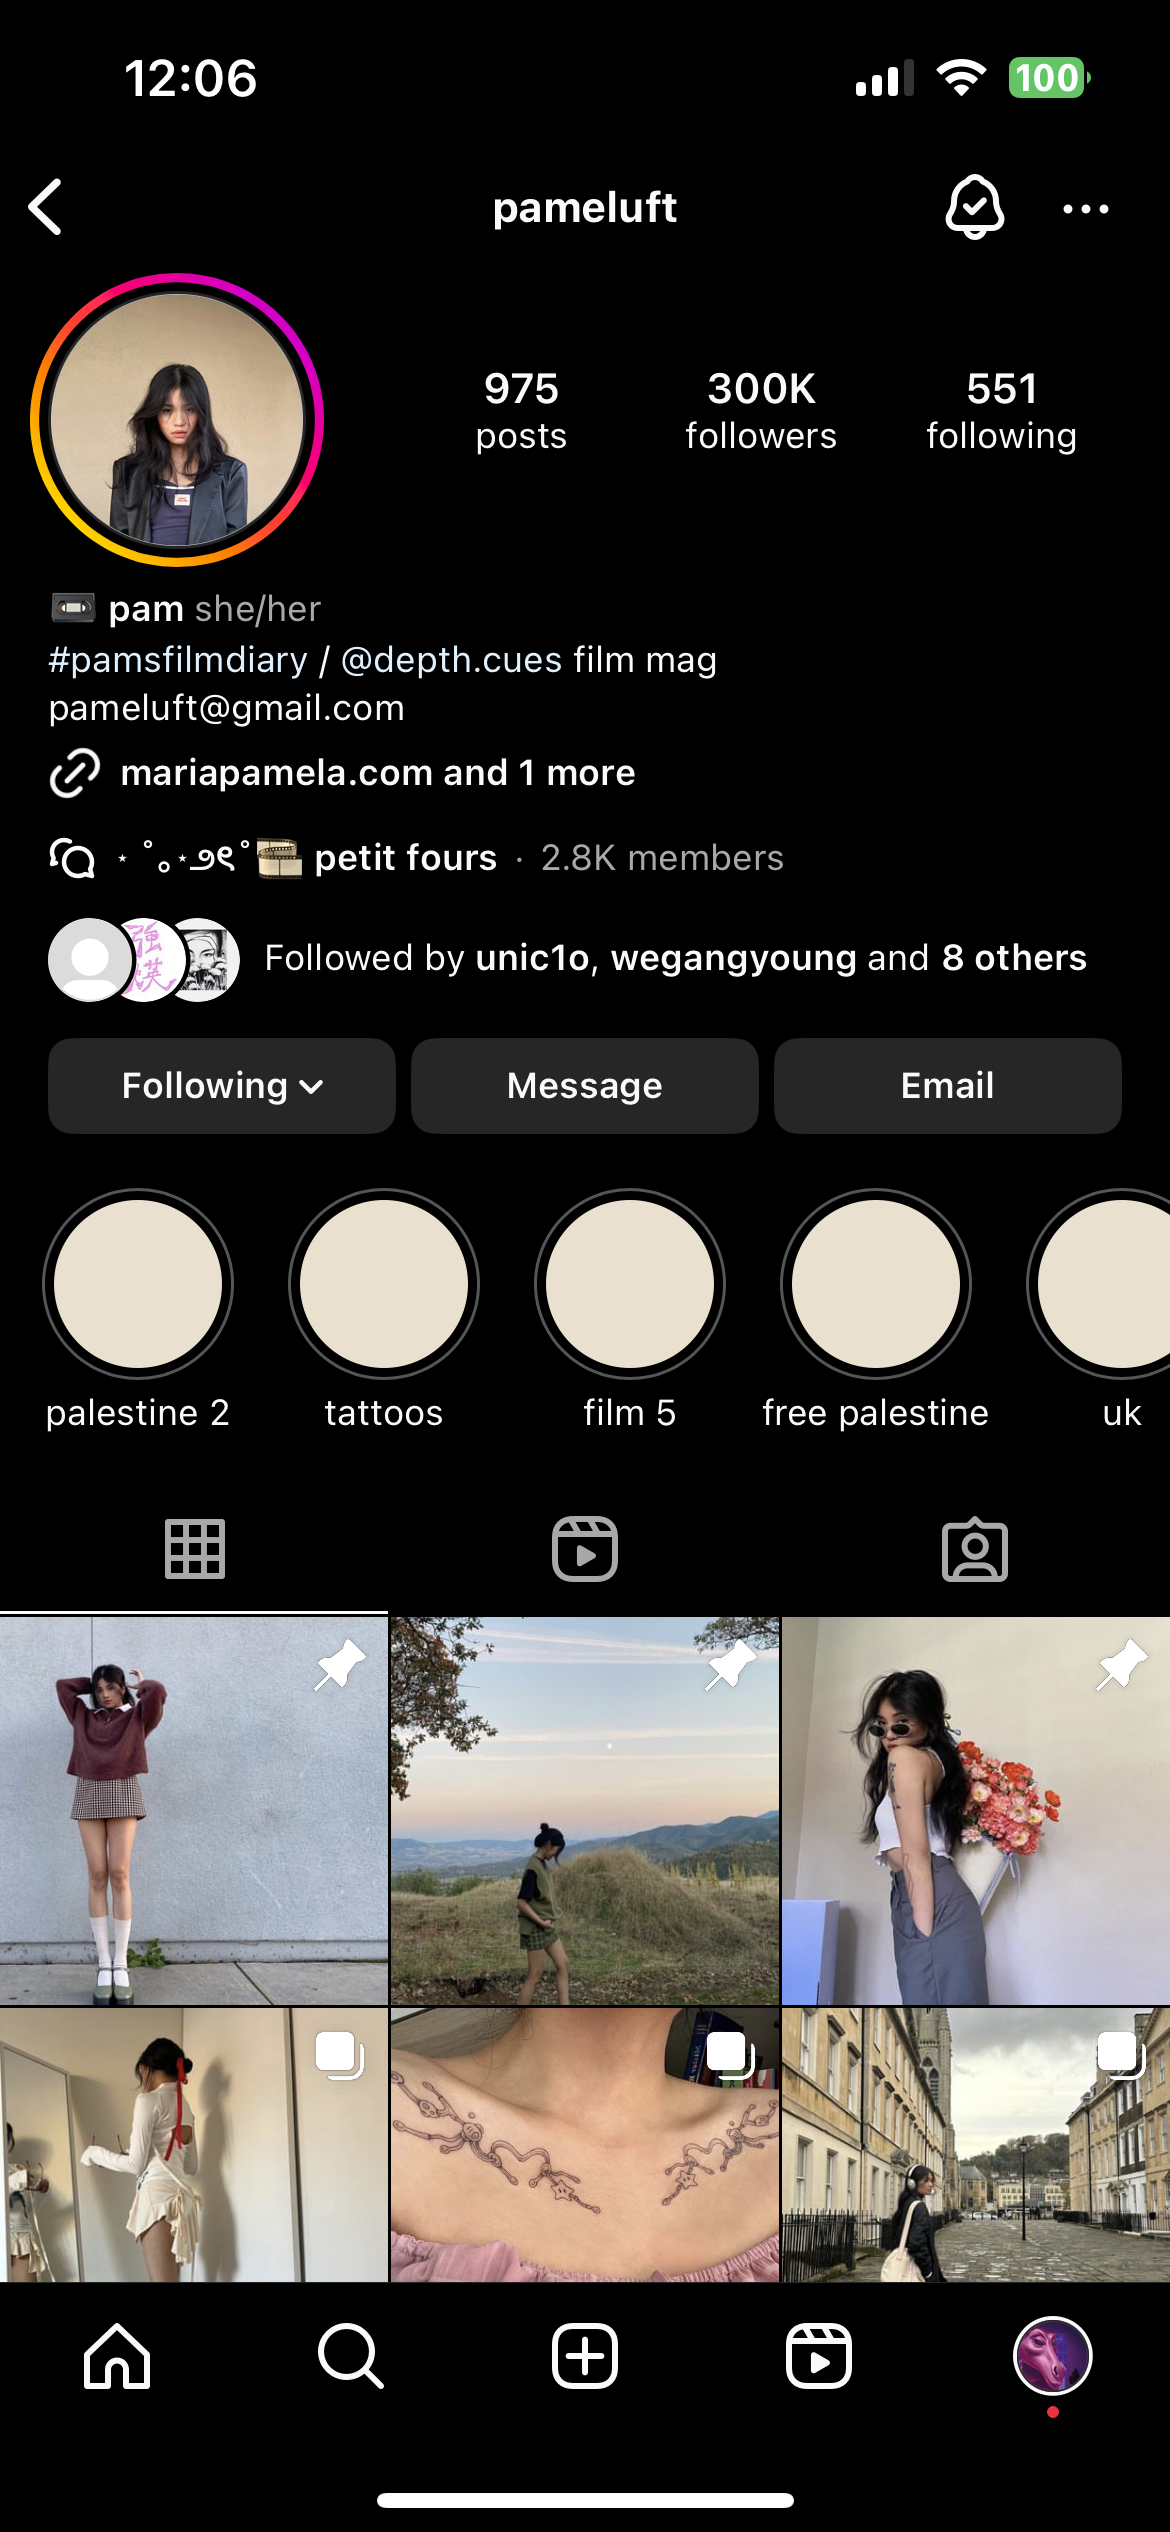 12:06
100
pameluft
975 posts
300K followers
551 following
📼 pam she/her
#pamsfilmdiary / @depth.cues film mag
pameluft@gmail.com
mariapamela.com and 1 more
⋆ ˚｡⋆୨୧˚🎞️ petit fours · 2.8K members
強
英
Followed by unic1o, wegangyoung and 8 others
Following
Message
Email
palestine 2
tattoos
film 5
free palestine
uk